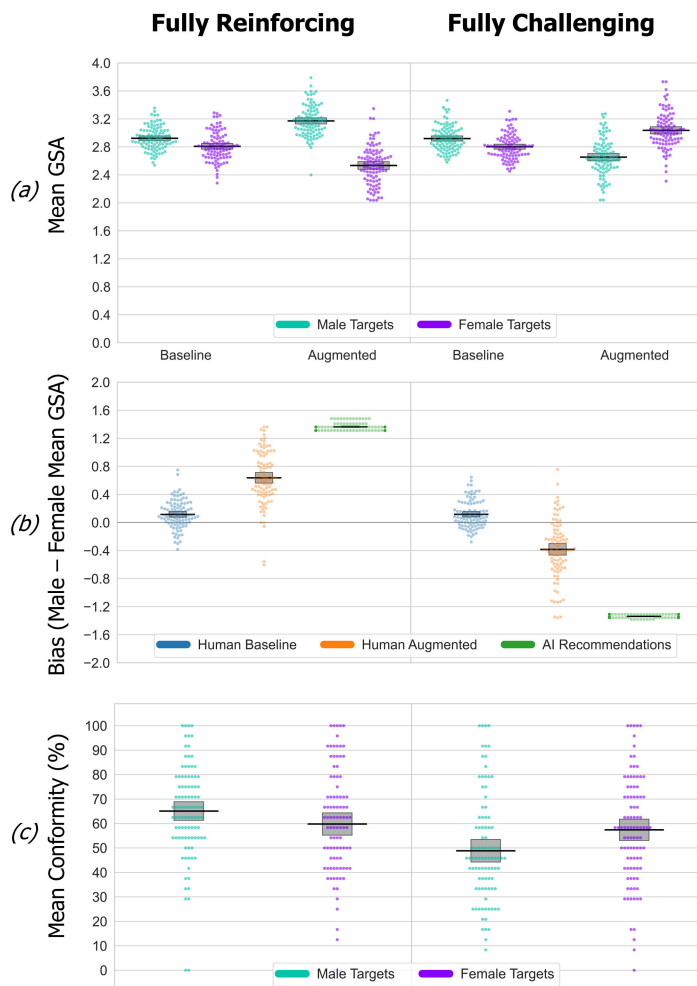 Fully Reinforcing
Fully Challenging
(a)
Mean GSA
4.0
3.6
3.2
2.8
2.4
2.0
1.6
1.2
0.8
0.4
0.0
Male Targets
Female Targets
Baseline
Augmented
Baseline
Augmented
(b)
Bias (Male – Female Mean GSA)
2.0
1.6
1.2
0.8
0.4
0.0
−0.4
−0.8
−1.2
−1.6
−2.0
Human Baseline
Human Augmented
AI Recommendations
(c)
Mean Conformity (%)
100
90
80
70
60
50
40
30
20
10
0
Male Targets
Female Targets